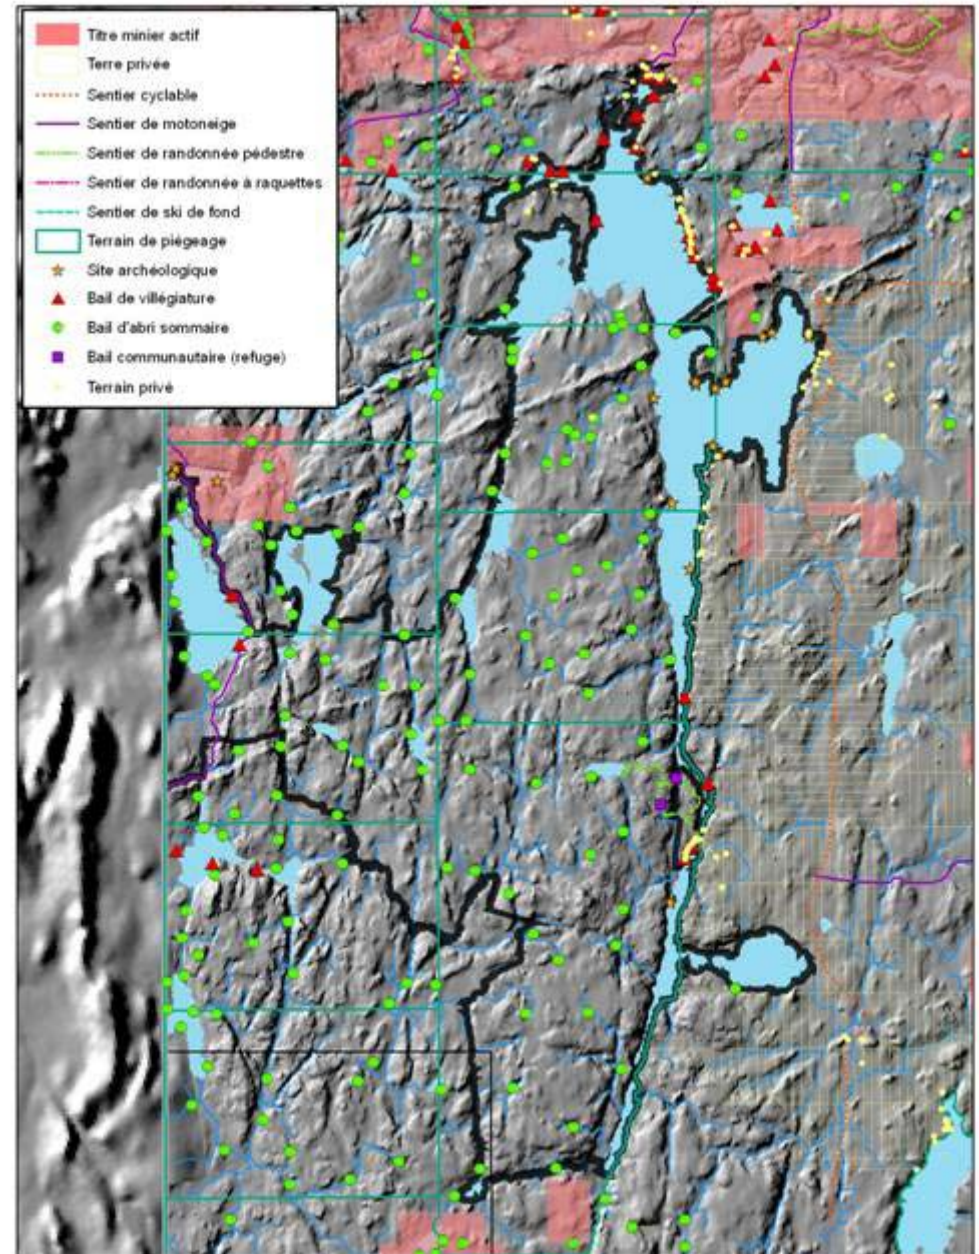 Titre minier actif
Terre privée
Sentier cyclable
Sentier de motoneige
Sentier de randonnée pédestre
Sentier de randonnée à raquettes
Sentier de ski de fond
Terrain de piégeage
Site archéologique
Bail de villégiature
Bail d'abri sommaire
Bail communautaire (refuge)
Terrain privé